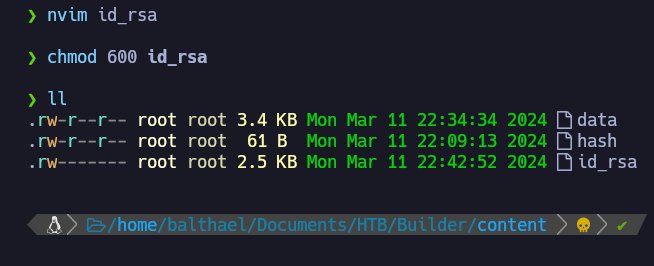 ❯ nvim id_rsa
❯ chmod 600 id_rsa
❯ ll
.rw-r--r-- root root 3.4 KB Mon Mar 11 22:34:34 2024 data
.rw-r--r-- root root 61 B Mon Mar 11 22:09:13 2024 hash
.rw------- root root 2.5 KB Mon Mar 11 22:42:52 2024 id_rsa
/home/balthael/Documents/HTB/Builder/content ✔